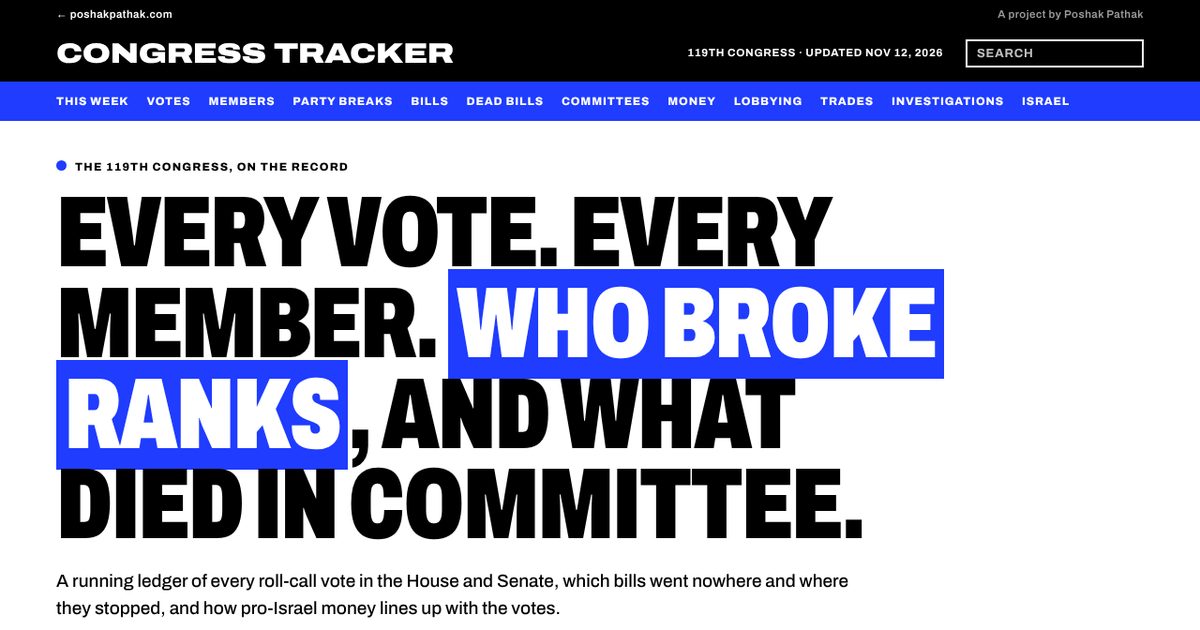 ← poshakpathak.com
A project by Poshak Pathak
CONGRESS TRACKER
119TH CONGRESS · UPDATED NOV 12, 2026
SEARCH
THIS WEEK VOTES MEMBERS PARTY BREAKS BILLS DEAD BILLS COMMITTEES MONEY LOBBYING TRADES INVESTIGATIONS ISRAEL
THE 119TH CONGRESS, ON THE RECORD
EVERY VOTE. EVERY
MEMBER. WHO BROKE
RANKS, AND WHAT
DIED IN COMMITTEE.
A running ledger of every roll-call vote in the House and Senate, which bills went nowhere and where
they stopped, and how pro-Israel money lines up with the votes.